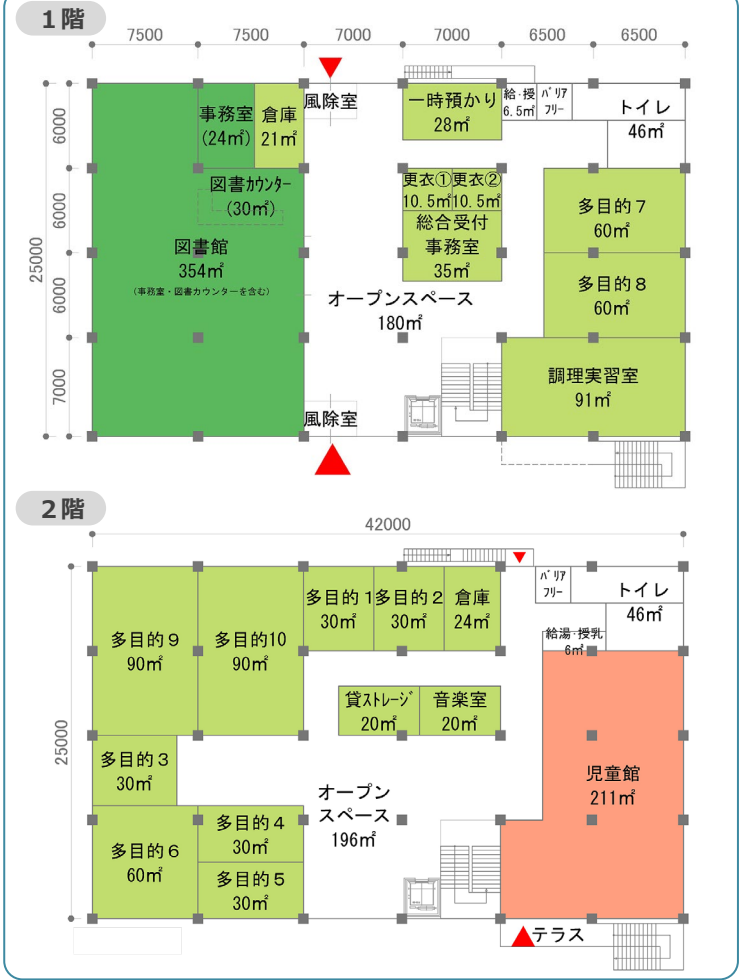 1階
7500
7500
7000
7000
6500
6500
6000
6000
6000
7000
25000
事務室
(24㎡)
倉庫
21㎡
図書ｶｳﾝﾀｰ
(30㎡)
図書館
354㎡
（事務室・図書カウンターを含む）
風除室
一時預かり
28㎡
給・授
6.5㎡
ﾊﾞﾘｱ
ﾌﾘｰ
トイレ
46㎡
更衣①
10.5㎡
更衣②
10.5㎡
総合受付
事務室
35㎡
多目的７
60㎡
多目的８
60㎡
オープンスペース
180㎡
調理実習室
91㎡
風除室
2階
42000
25000
多目的９
90㎡
多目的10
90㎡
多目的１
30㎡
多目的２
30㎡
倉庫
24㎡
ﾊﾞﾘｱ
ﾌﾘｰ
トイレ
46㎡
給湯・授乳
6㎡
貸ｽﾄﾚｰｼﾞ
20㎡
音楽室
20㎡
多目的３
30㎡
児童館
211㎡
オープン
スペース
196㎡
多目的４
30㎡
多目的６
60㎡
多目的５
30㎡
テラス